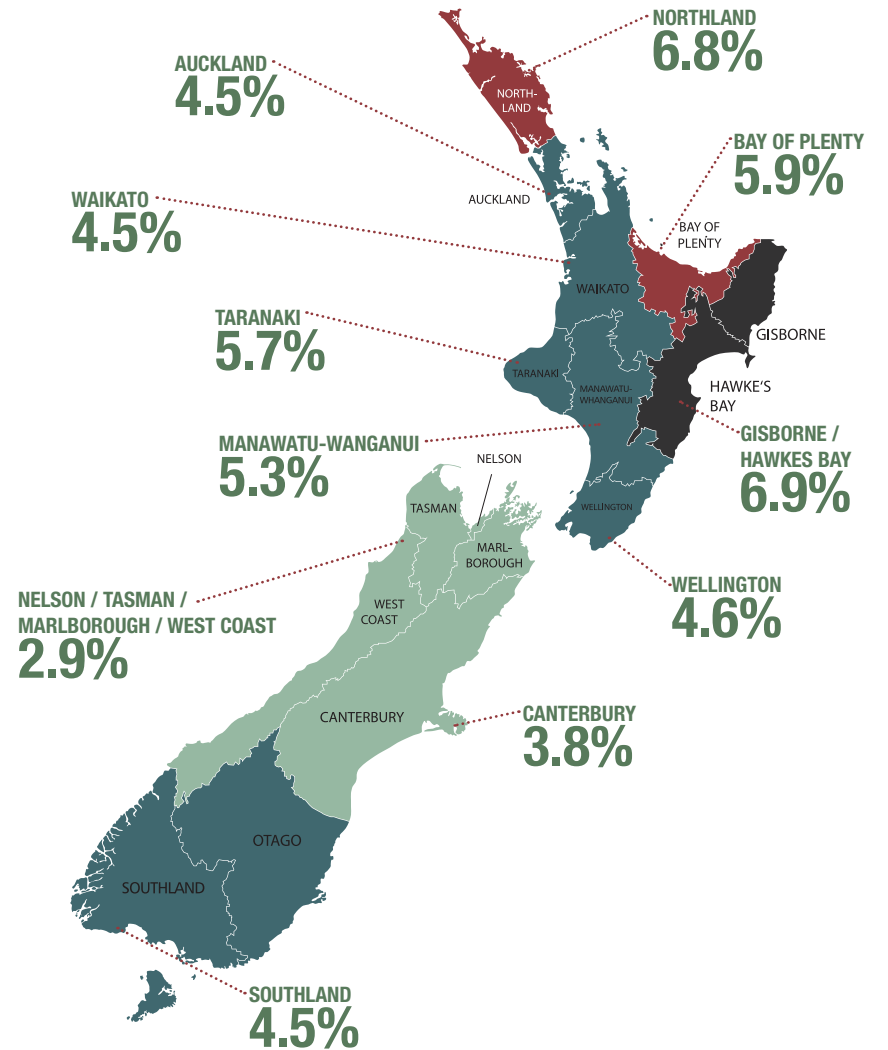 NORTHLAND
6.8%
AUCKLAND
4.5%
NORTH-
LAND
BAY OF PLENTY
5.9%
WAIKATO
4.5%
AUCKLAND
BAY OF
PLENTY
WAIKATO
TARANAKI
5.7%
GISBORNE
TARANAKI
MANAWATU-
WHANGANUI
HAWKE'S
BAY
MANAWATU-WANGANUI
5.3%
GISBORNE /
HAWKES BAY
6.9%
NELSON
TASMAN
WELLINGTON
MARL-
BOROUGH
WELLINGTON
4.6%
NELSON / TASMAN /
MARLBOROUGH / WEST COAST
2.9%
WEST
COAST
CANTERBURY
CANTERBURY
3.8%
OTAGO
SOUTHLAND
SOUTHLAND
4.5%